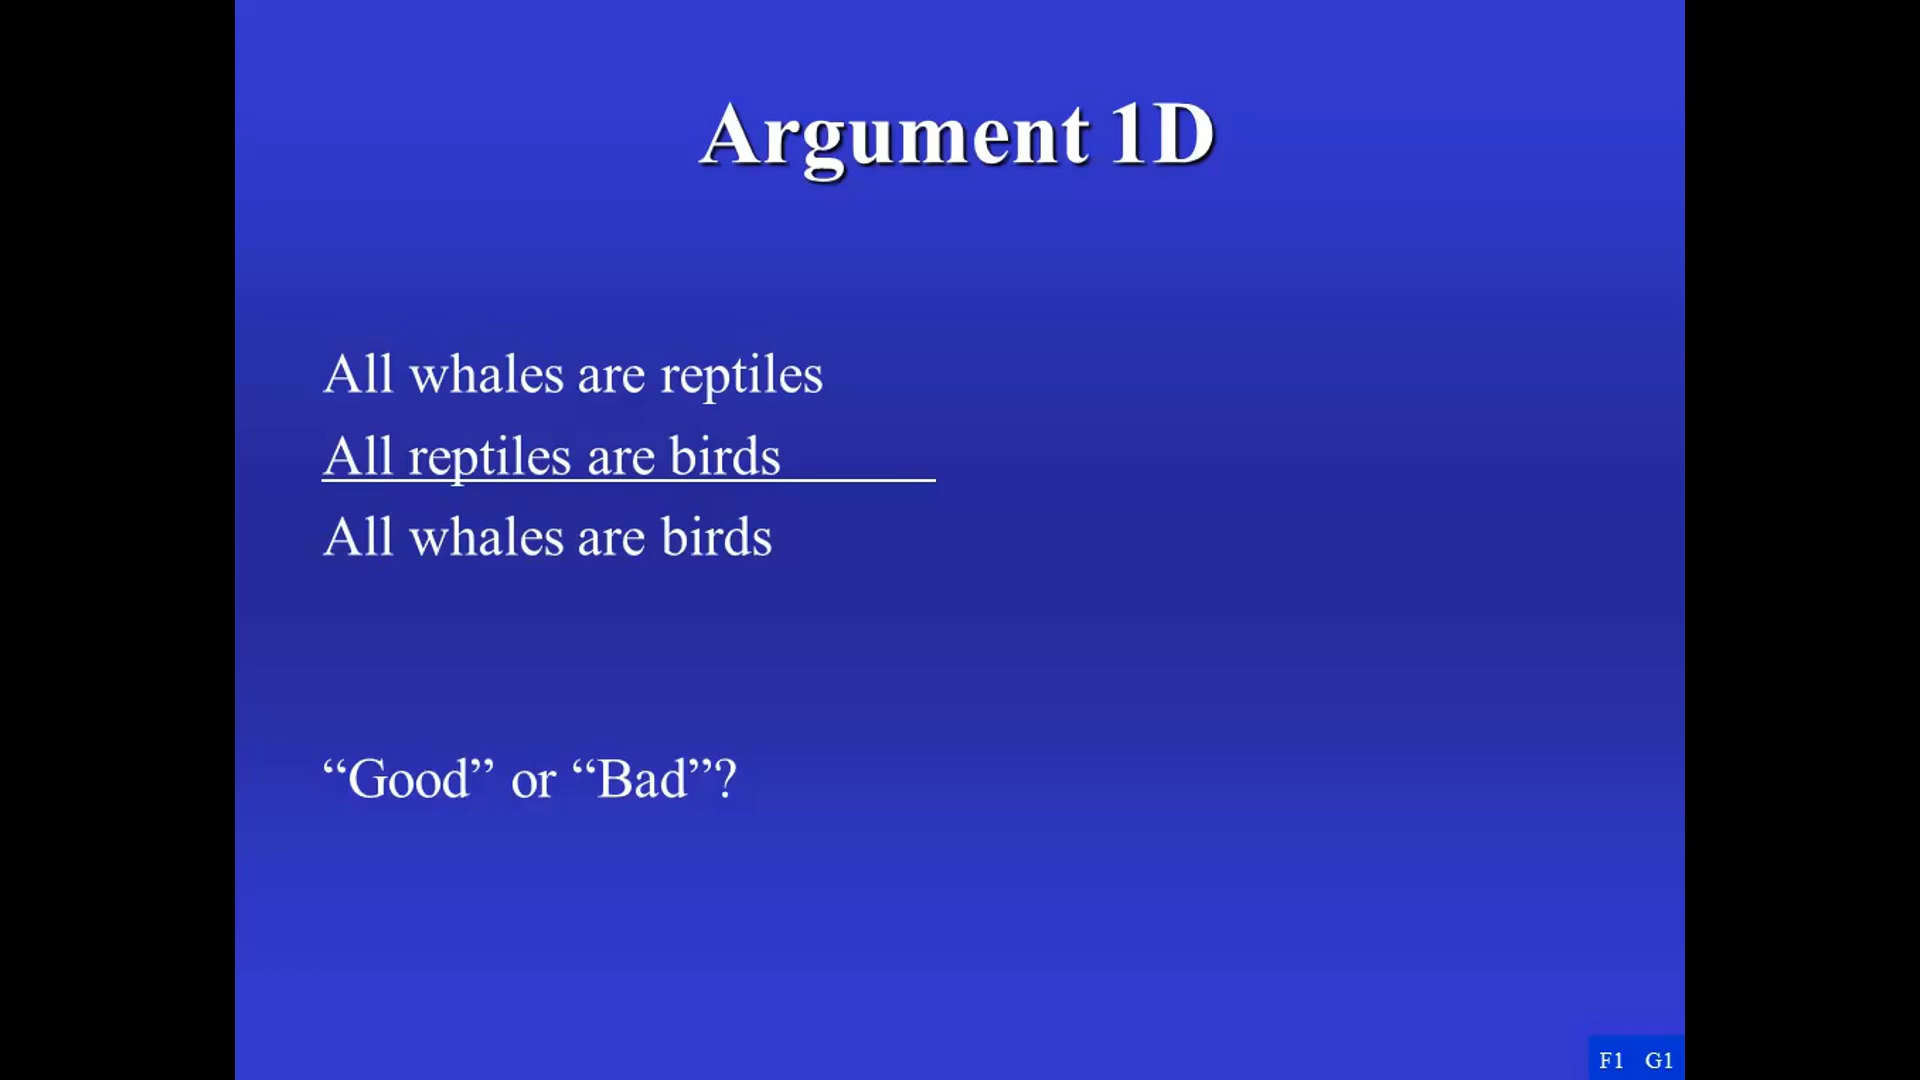 Argument 1D
All whales are reptiles
All reptiles are birds
All whales are birds
“Good” or “Bad”?
F1 G1